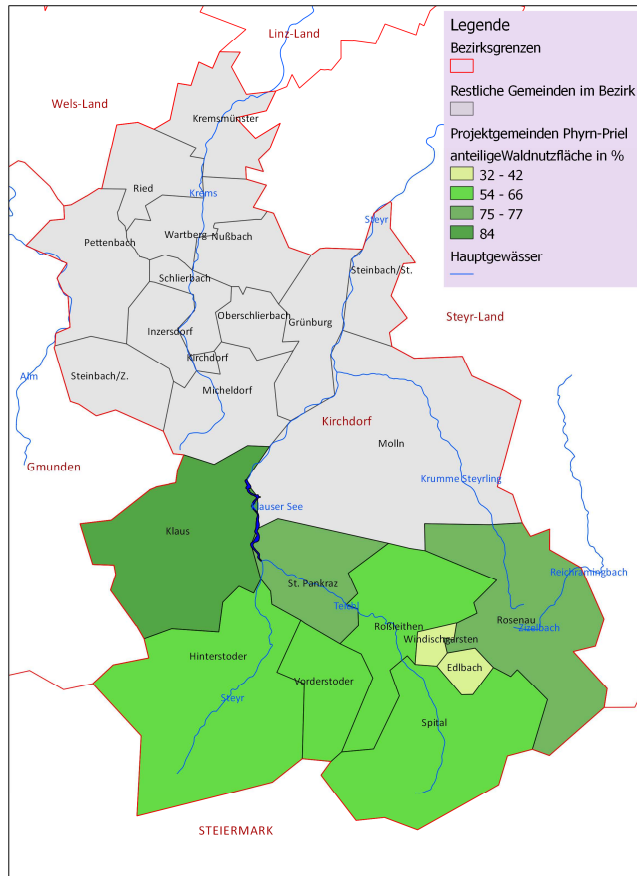 Linz-Land
Wels-Land
Kremsmünster
Ried
Krems
Wartberg
Nußbach
Pettenbach
Schlierbach
Steyr
Steinbach/St.
Oberschlierbach
Grünburg
Inzersdorf
Steyr-Land
Kirchdorf
Alm
Steinbach/Z.
Micheldorf
Kirchdorf
Molln
Gmunden
Krumme Steyrling
Klauser See
Klaus
St. Pankraz
Reichramingbach
Teichl
Rosenau
Roßleithen
Zizelbach
Windischgarsten
Hinterstoder
Edlbach
Vorderstoder
Steyr
Spital
STEIERMARK
Legende
Bezirksgrenzen
Restliche Gemeinden im Bezirk
Projektgemeinden Phyrn-Priel
anteiligeWaldnutzfläche in %
32 - 42
54 - 66
75 - 77
84
Hauptgewässer